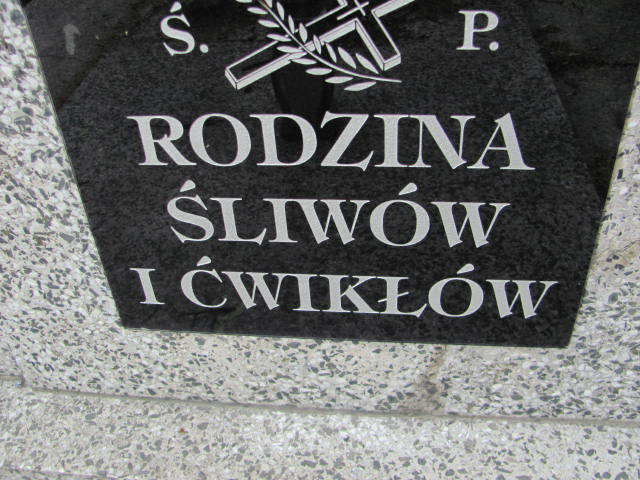 Ś. P.
RODZINA
ŚLIWÓW
I ĆWIKŁÓW